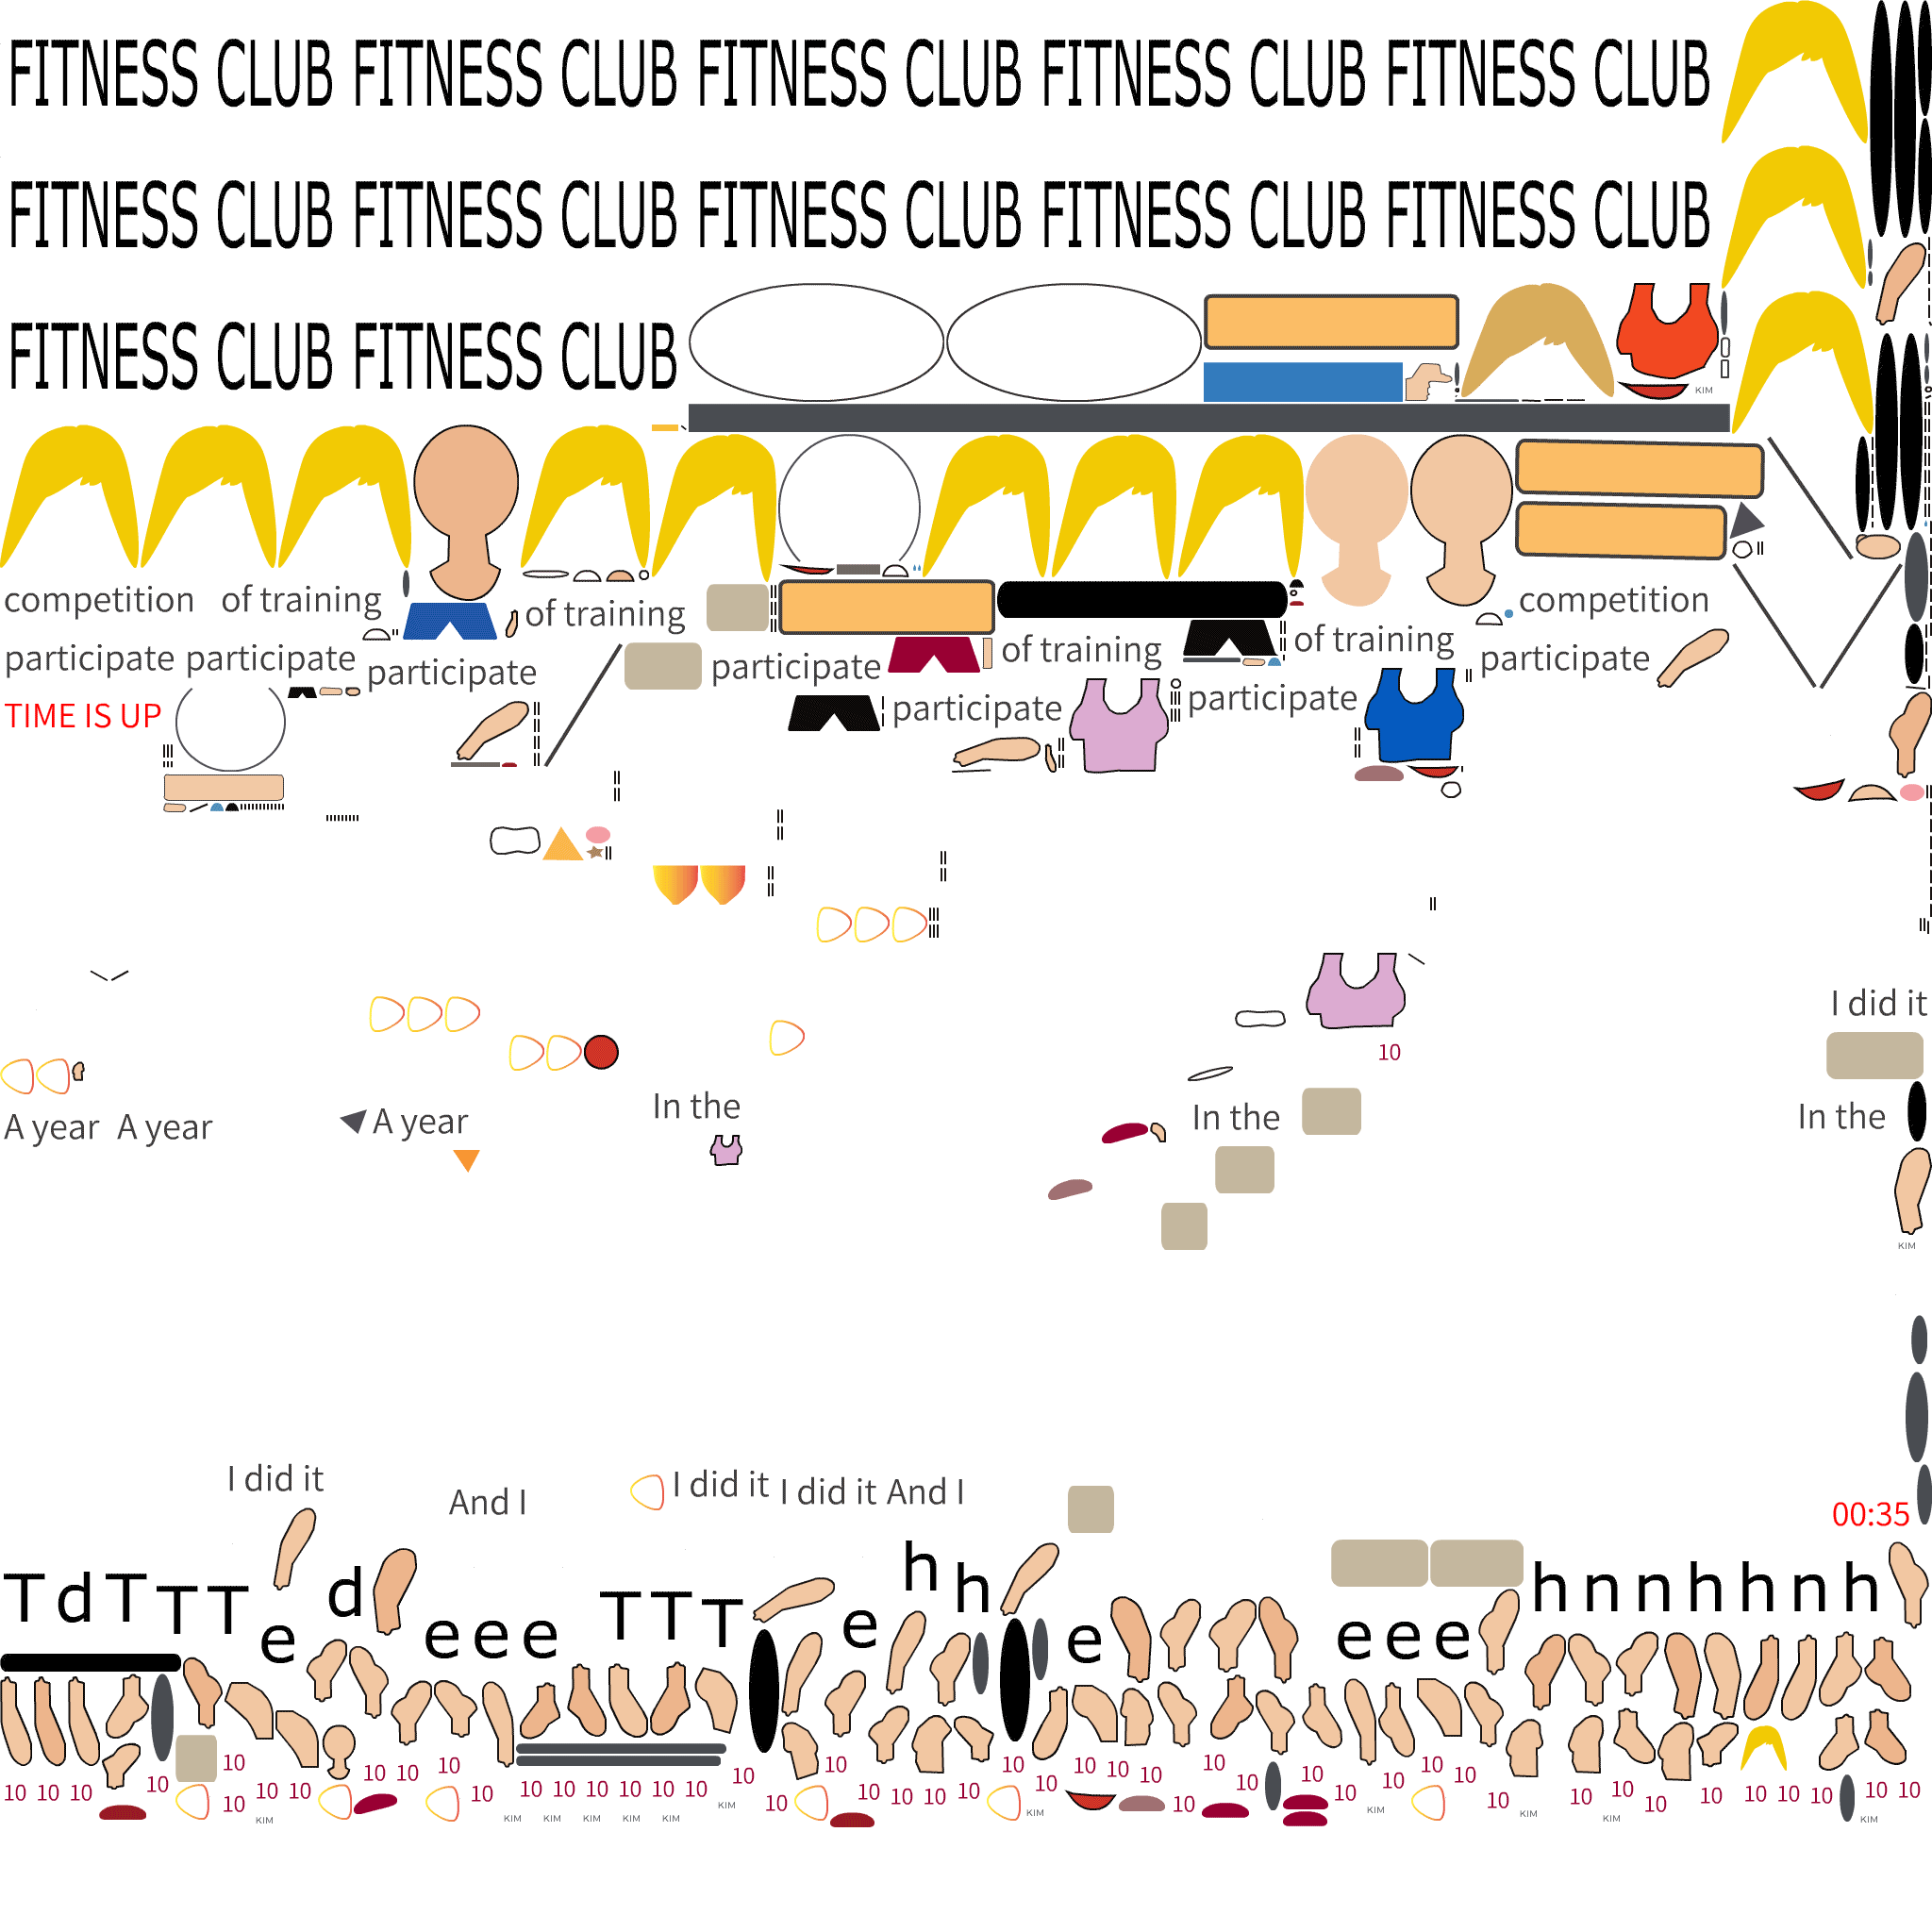 FITNESS CLUB FITNESS CLUB FITNESS CLUB FITNESS CLUB FITNESS CLUB
FITNESS CLUB FITNESS CLUB FITNESS CLUB FITNESS CLUB FITNESS CLUB
FITNESS CLUB FITNESS CLUB
KIM
competition of training of training competition
participate participate participate participate of training of training participate
TIME IS UP participate participate
I did it
10
A year A year A year In the In the In the
KIM
I did it And I I did it I did it And I
00:35
T d T T T e d e e e T T T e h h e e e e h n n h h n h
10 10 10 10 10 10 10 10 10 10 10 10 10 10 10 10 10 10 10 10 10 10 10 10 10 10 10 10 10 10 10 10 10 10 10 10 10 10 10 10 10 10 10 10 10
KIM KIM KIM KIM KIM KIM KIM KIM KIM KIM KIM KIM